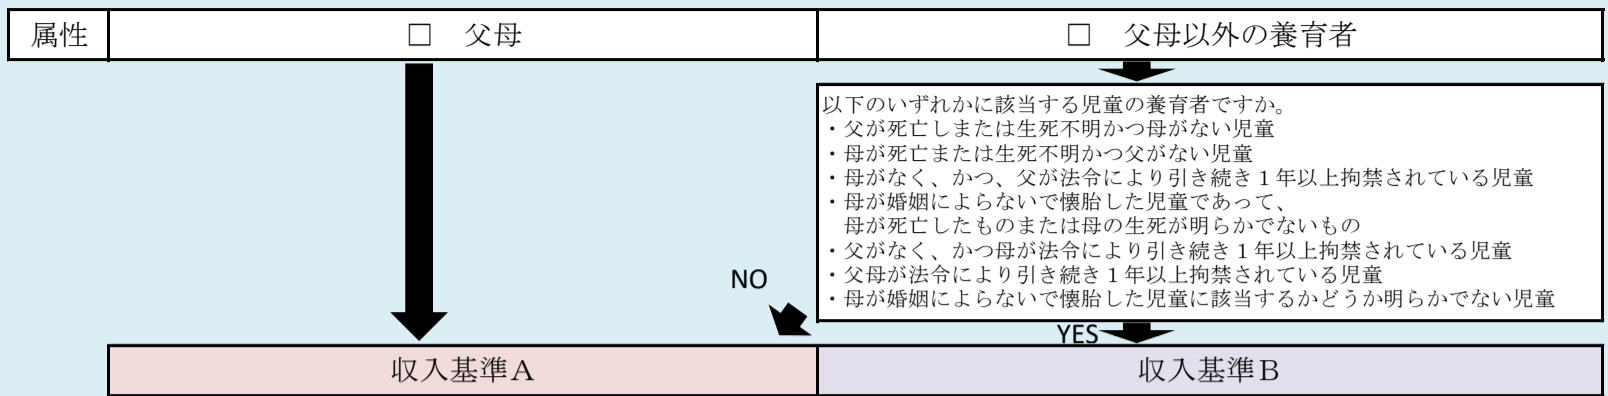 属性
□ 父母
□ 父母以外の養育者
以下のいずれかに該当する児童の養育者ですか。
・父が死亡しまたは生死不明かつ母がない児童
・母が死亡または生死不明かつ父がない児童
・母がなく、かつ、父が法令により引き続き１年以上拘禁されている児童
・母が婚姻によらないで懐胎した児童であって、
母が死亡したものまたは母の生死が明らかでないもの
・父がなく、かつ母が法令により引き続き１年以上拘禁されている児童
・父母が法令により引き続き１年以上拘禁されている児童
・母が婚姻によらないで懐胎した児童に該当するかどうか明らかでない児童
NO
YES
収入基準Ａ
収入基準Ｂ